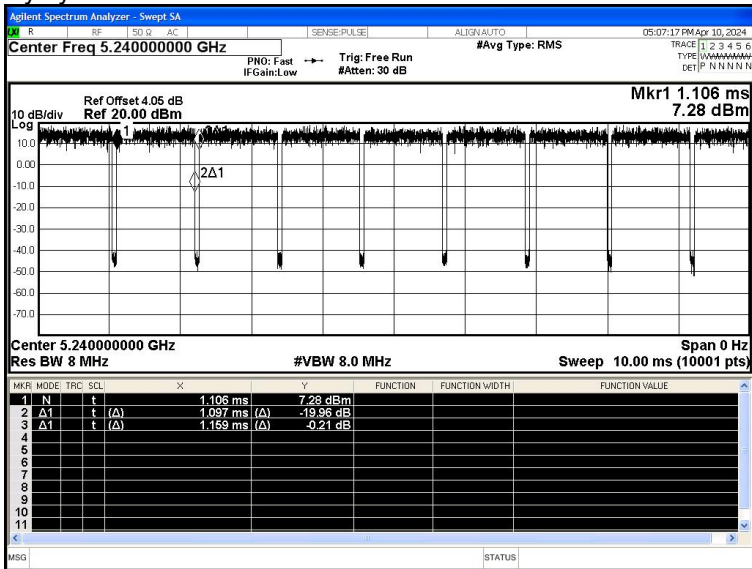 Agilent Spectrum Analyzer - Swept SA
R RF 50 Ω AC SENSE:PULSE ALIGN AUTO 05:07:17 PM Apr 10, 2024
Center Freq 5.240000000 GHz #Avg Type: RMS TRACE 1 2 3 4 5 6
PNO: Fast Trig: Free Run TYPE W
IFGain:Low #Atten: 30 dB DET P N N N N N
Mkr1 1.106 ms
Ref Offset 4.05 dB
10 dB/div Ref 20.00 dBm 7.28 dBm
Log
1
10.0
0.00
2Δ1
-10.0
-20.0
-30.0
-40.0
-50.0
-60.0
-70.0
Center 5.240000000 GHz Span 0 Hz
Res BW 8 MHz #VBW 8.0 MHz Sweep 10.00 ms (10001 pts)
MKR MODE TRC SCL X Y FUNCTION FUNCTION WIDTH FUNCTION VALUE
1 N t 1.106 ms 7.28 dBm
2 Δ1 t (Δ) 1.097 ms (Δ) -19.96 dB
3 Δ1 t (Δ) 1.159 ms (Δ) -0.21 dB
4
5
6
7
8
9
10
11
MSG STATUS